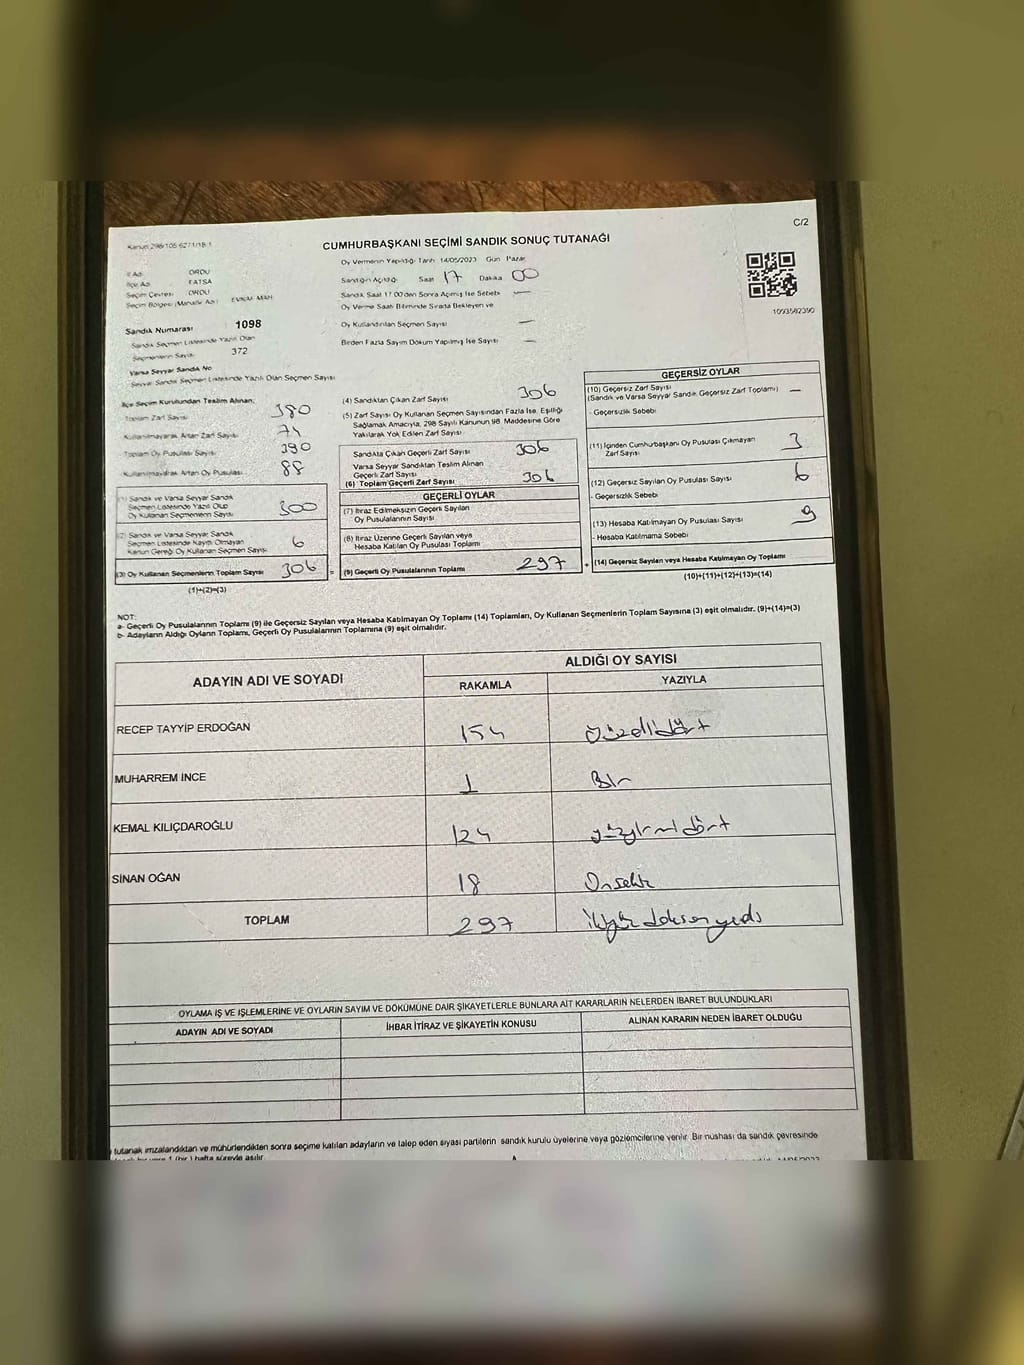 C/2
Kanun 298/105 6271/18 1
CUMHURBAŞKANI SEÇİMİ SANDIK SONUÇ TUTANAĞI
İl Adı ORDU
İlçe Adı FATSA
Seçim Çevresi ORDU
Seçim Bölgesi (Mahalle Adı)
Oy Vermenin Yapıldığı Tarih 14/05/2023 Gün Pazar
Sandığın Açıldığı Saat 17 Dakika 00
Sandık Saat 17 00'den Sonra Açılmış İse Sebebi —
Oy Verme Saati Bitiminde Sırada Bekleyen ve
Oy Kullandırılan Seçmen Sayısı —
Birden Fazla Sayım Döküm Yapılmış İse Sayısı —
Sandık Numarası 1098
Sandık Seçmen Listesinde Yazılı Olan
Seçmenlerin Sayısı 372
Varsa Seyyar Sandık No
Seyyar Sandık Seçmen Listesinde Yazılı Olan Seçmen Sayısı
İlçe Seçim Kurulundan Teslim Alınan,
Toplam Zarf Sayısı 380
Kullanılmayarak Artan Zarf Sayısı 74
Toplam Oy Pusulası Sayısı 390
Kullanılmayarak Artan Oy Pusulası 88
(1) Sandık ve Varsa Seyyar Sandık
Seçmen Listesinde Yazılı Olup
Oy Kullanan Seçmenlerin Sayısı 300
(2) Sandık ve Varsa Seyyar Sandık
Seçmen Listesinde Kayıtlı Olmayan
Kanun Gereği Oy Kullanan Seçmen Sayısı 6
(3) Oy Kullanan Seçmenlerin Toplam Sayısı 306
(1)+(2)=(3)
(4) Sandıktan Çıkan Zarf Sayısı 306
(5) Zarf Sayısı Oy Kullanan Seçmen Sayısından Fazla İse, Eşitliği
Sağlamak Amacıyla, 298 Sayılı Kanunun 98 Maddesine Göre
Yakılarak Yok Edilen Zarf Sayısı
Sandıkta Çıkan Geçerli Zarf Sayısı 306
Varsa Seyyar Sandıktan Teslim Alınan
Geçerli Zarf Sayısı
(6) Toplam Geçerli Zarf Sayısı 306
GEÇERLİ OYLAR
(7) İtiraz Edilmeksizin Geçerli Sayılan
Oy Pusulalarının Sayısı
(8) İtiraz Üzerine Geçerli Sayılan veya
Hesaba Katılan Oy Pusulası Toplamı
= (9) Geçerli Oy Pusulalarının Toplamı 297 +
GEÇERSİZ OYLAR
(10) Geçersiz Zarf Sayısı
(Sandık ve Varsa Seyyar Sandık Geçersiz Zarf Toplamı) —
- Geçersizlik Sebebi
(11) İçinden Cumhurbaşkanı Oy Pusulası Çıkmayan
Zarf Sayısı 3
(12) Geçersiz Sayılan Oy Pusulası Sayısı 6
- Geçersizlik Sebebi
(13) Hesaba Katılmayan Oy Pusulası Sayısı 9
- Hesaba Katılmama Sebebi
(14) Geçersiz Sayılan veya Hesaba Katılmayan Oy Toplamı
(10)+(11)+(12)+(13)=(14)
NOT:
a- Geçerli Oy Pusulalarının Toplamı (9) ile Geçersiz Sayılan veya Hesaba Katılmayan Oy Toplamı (14) Toplamları, Oy Kullanan Seçmenlerin Toplam Sayısına (3) eşit olmalıdır. (9)+(14)=(3)
b- Adayların Aldığı Oyların Toplamı, Geçerli Oy Pusulalarının Toplamına (9) eşit olmalıdır.
ADAYIN ADI VE SOYADI
ALDIĞI OY SAYISI
RAKAMLA YAZIYLA
RECEP TAYYİP ERDOĞAN 154 yüzellidört
MUHARREM İNCE 1 Bir
KEMAL KILIÇDAROĞLU 124 yüzyirmidört
SİNAN OĞAN 18 Onsekiz
TOPLAM 297 İkiyüz doksan yedi
OYLAMA İŞ VE İŞLEMLERİNE VE OYLARIN SAYIM VE DÖKÜMÜNE DAİR ŞİKAYETLERLE BUNLARA AİT KARARLARIN NELERDEN İBARET BULUNDUKLARI
ADAYIN ADI VE SOYADI İHBAR İTİRAZ VE ŞİKAYETİN KONUSU ALINAN KARARIN NEDEN İBARET OLDUĞU
tutanak imzalandıktan ve mühürlendikten sonra seçime katılan adayların ve talep eden siyasi partilerin sandık kurulu üyelerine veya gözlemcilerine verilir. Bir nüshası da sandık çevresinde
1 (bir) hafta süreyle asılır